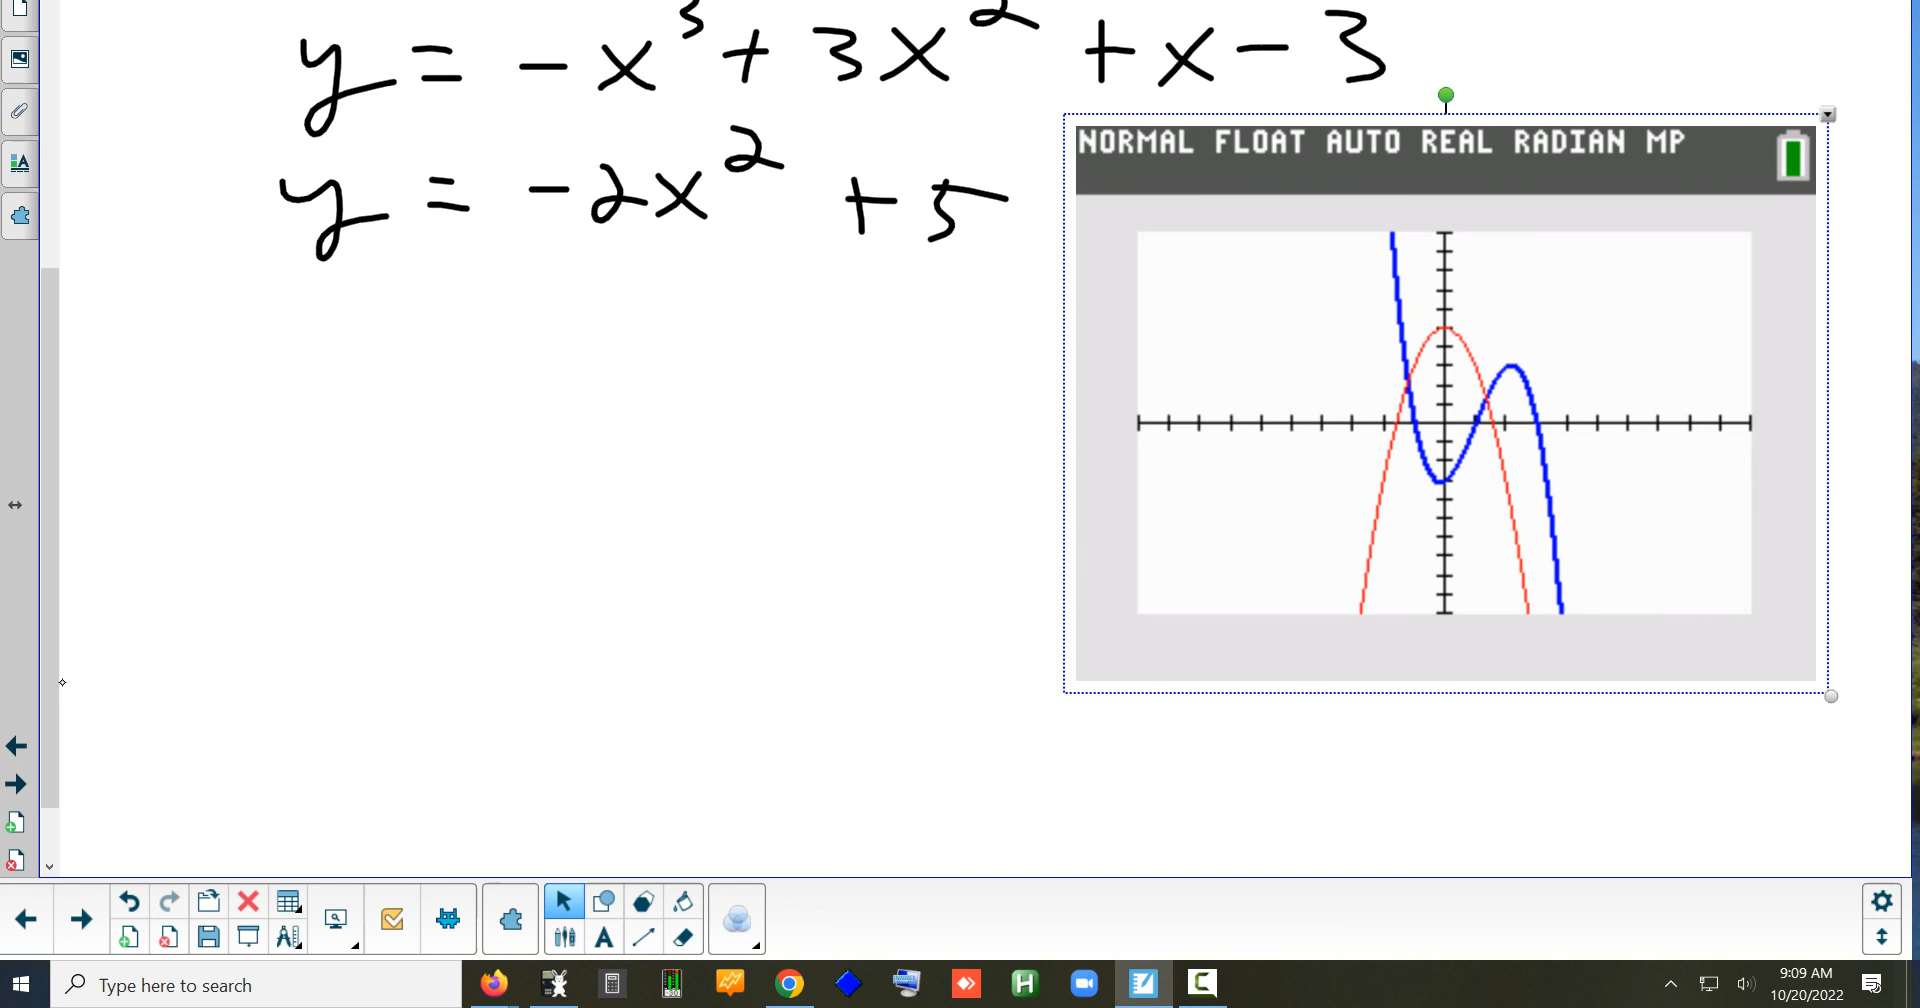 y = -x³ + 3x² + x - 3
y = -2x² + 5
NORMAL FLOAT AUTO REAL RADIAN MP
A
A
Type here to search
H
C
9:09 AM
10/20/2022